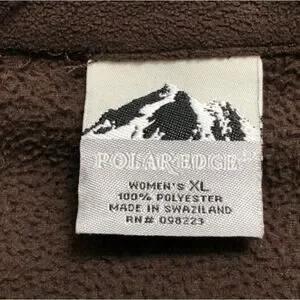 POLAR EDGE
WOMEN'S XL
100% POLYESTER
MADE IN SWAZILAND
RN# 098223